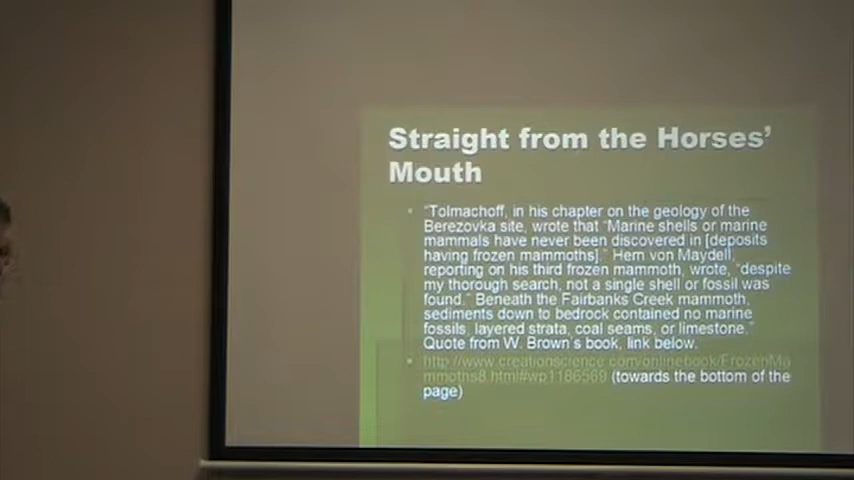 Straight from the Horses'
Mouth
"Tolmachoff, in his chapter on the geology of the
Berezovka site, wrote that "Marine shells or marine
mammals have never been discovered in [deposits
having frozen mammoths]." Hern von Maydell,
reporting on his third frozen mammoth, wrote, "despite
my thorough search, not a single shell or fossil was
found." Beneath the Fairbanks Creek mammoth,
sediments down to bedrock contained no marine
fossils, layered strata, coal seams, or limestone."
Quote from W. Brown's book, link below.
http://www.creationscience.com/onlinebook/FrozenMa
mmoths8.html#wp1186569 (towards the bottom of the
page)